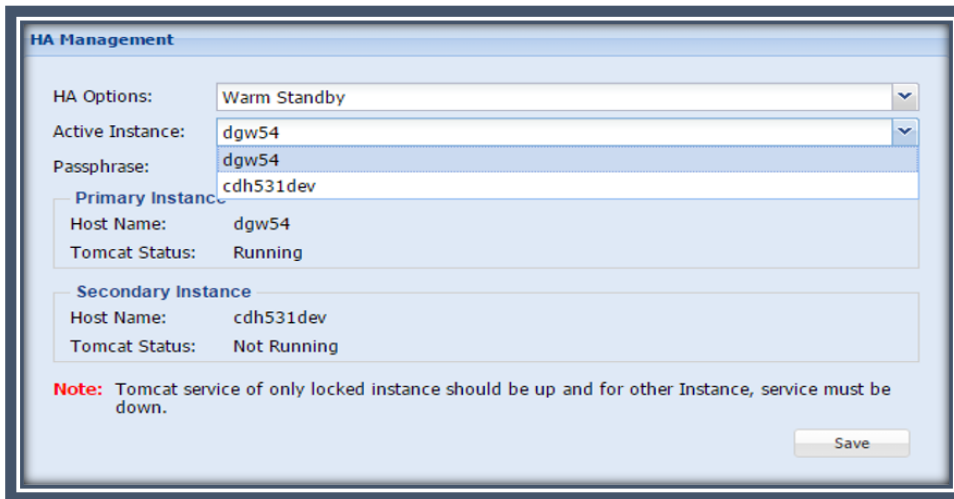 HA Management
HA Options: Warm Standby
Active Instance: dgw54
dgw54
Passphrase:
cdh531dev
Primary Instance
Host Name: dgw54
Tomcat Status: Running
Secondary Instance
Host Name: cdh531dev
Tomcat Status: Not Running
Note: Tomcat service of only locked instance should be up and for other Instance, service must be
down.
Save